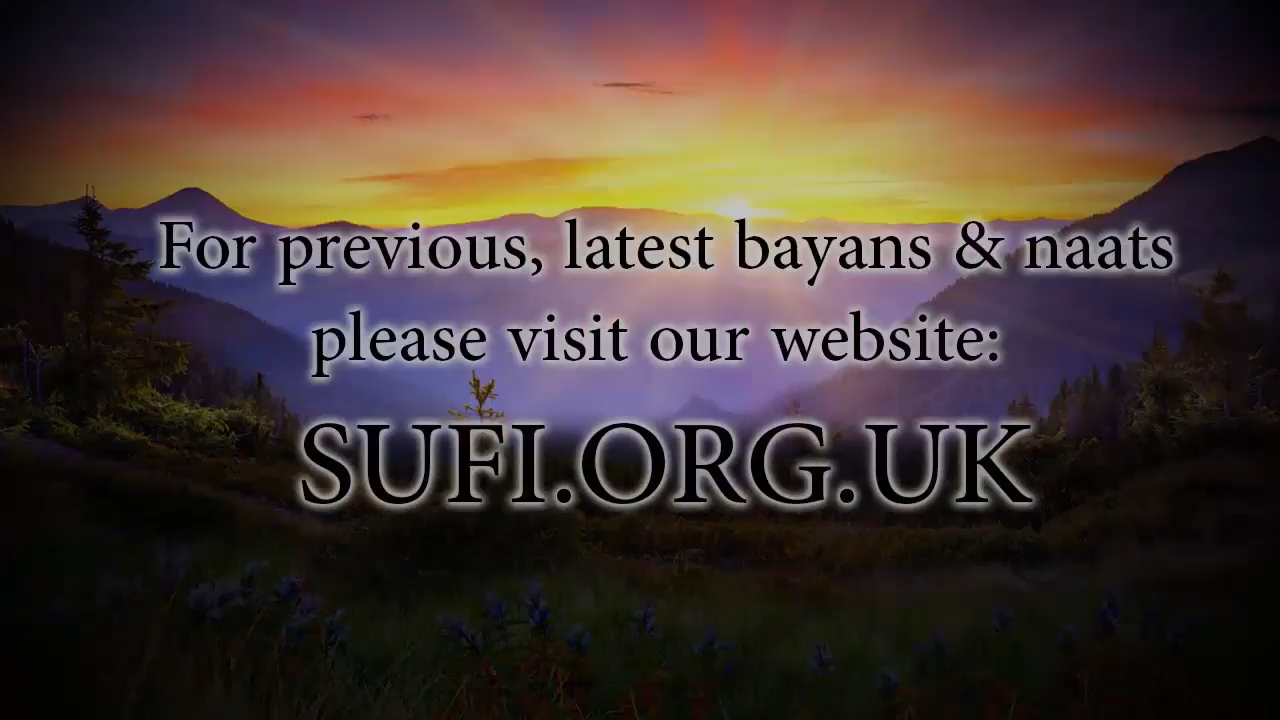 For previous, latest bayans & naats
please visit our website:
SUFI.ORG.UK